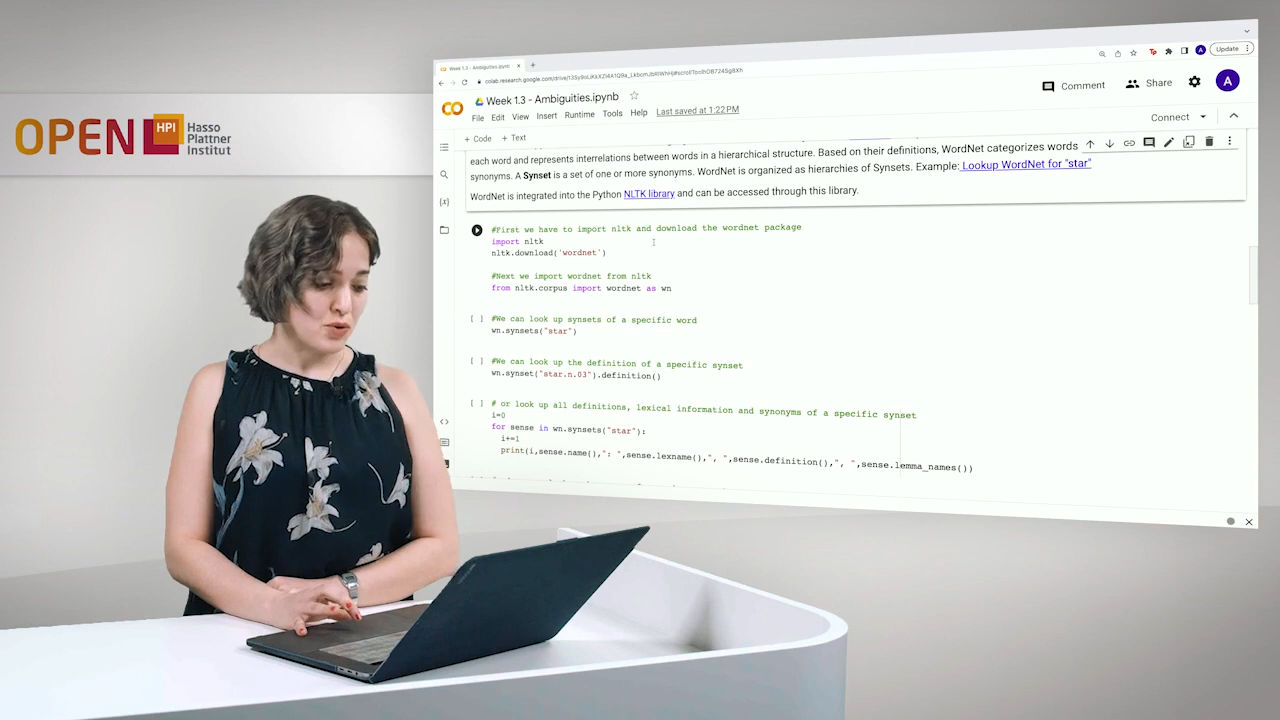 OPEN HPI Hasso
Plattner
Institut
Week 1.3 - Ambiguities.ipynb
Update
Week 1.3 - Ambiguities.ipynb
File Edit View Insert Runtime Tools Help Last saved at 1:22 PM
Comment Share A
Connect
+ Code + Text
each word and represents interrelations between words in a hierarchical structure. Based on their definitions, WordNet categorizes words
synonyms. A Synset is a set of one or more synonyms. WordNet is organized as hierarchies of Synsets. Example: Lookup WordNet for "star"
WordNet is integrated into the Python NLTK library and can be accessed through this library.
#First we have to import nltk and download the wordnet package
import nltk
nltk.download('wordnet')
#Next we import wordnet from nltk
from nltk.corpus import wordnet as wn
[ ] #We can look up synsets of a specific word
wn.synsets("star")
[ ] #We can look up the definition of a specific synset
wn.synset("star.n.03").definition()
[ ] # or look up all definitions, lexical information and synonyms of a specific synset
i=0
for sense in wn.synsets("star"):
i+=1
print(i,sense.name(),": ",sense.lexname(),", ",sense.definition(),", ",sense.lemma_names())